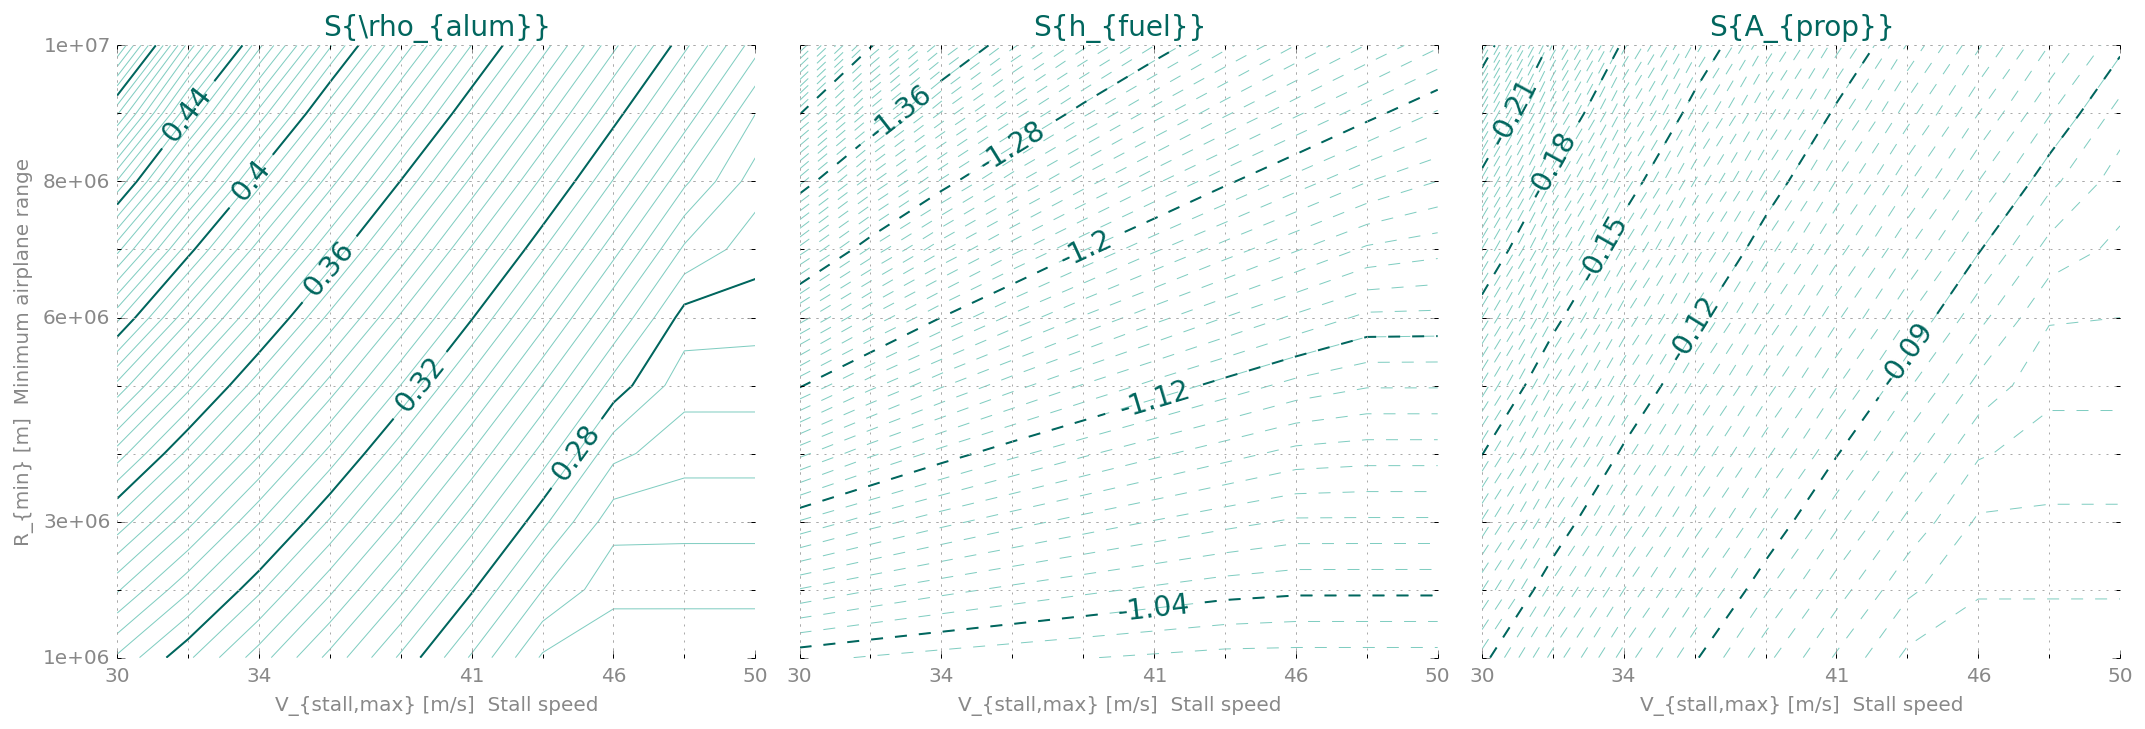 S{\rho_{alum}}
S{h_{fuel}}
S{A_{prop}}
1e+07
8e+06
6e+06
3e+06
1e+06
R_{min} [m]  Minimum airplane range
0.44
0.4
0.36
0.32
0.28
-1.36
-1.28
-1.2
-1.12
-1.04
-0.21
-0.18
-0.15
-0.12
-0.09
30 34 41 46 50
30 34 41 46 50
30 34 41 46 50
V_{stall,max} [m/s]  Stall speed
V_{stall,max} [m/s]  Stall speed
V_{stall,max} [m/s]  Stall speed